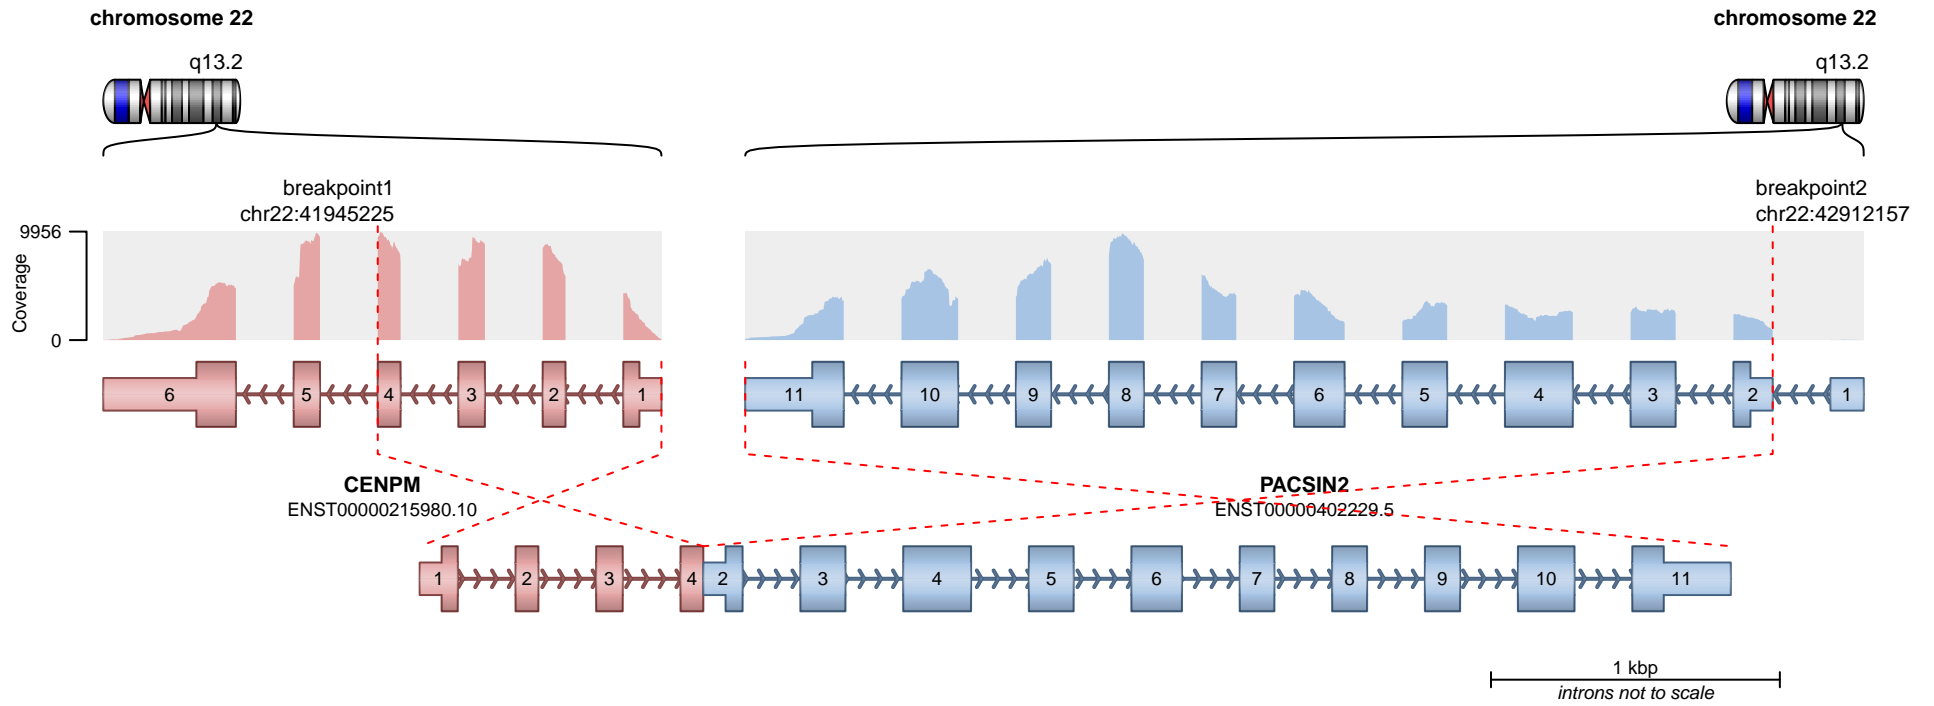 chromosome 22
chromosome 22
q13.2
q13.2
breakpoint1
chr22:41945225
breakpoint2
chr22:42912157
9956
Coverage
0
6 5 4 3 2 1
11 10 9 8 7 6 5 4 3 2 1
CENPM
ENST00000215980.10
PACSIN2
ENST00000402229.5
1 2 3 4 2 3 4 5 6 7 8 9 10 11
1 kbp
introns not to scale